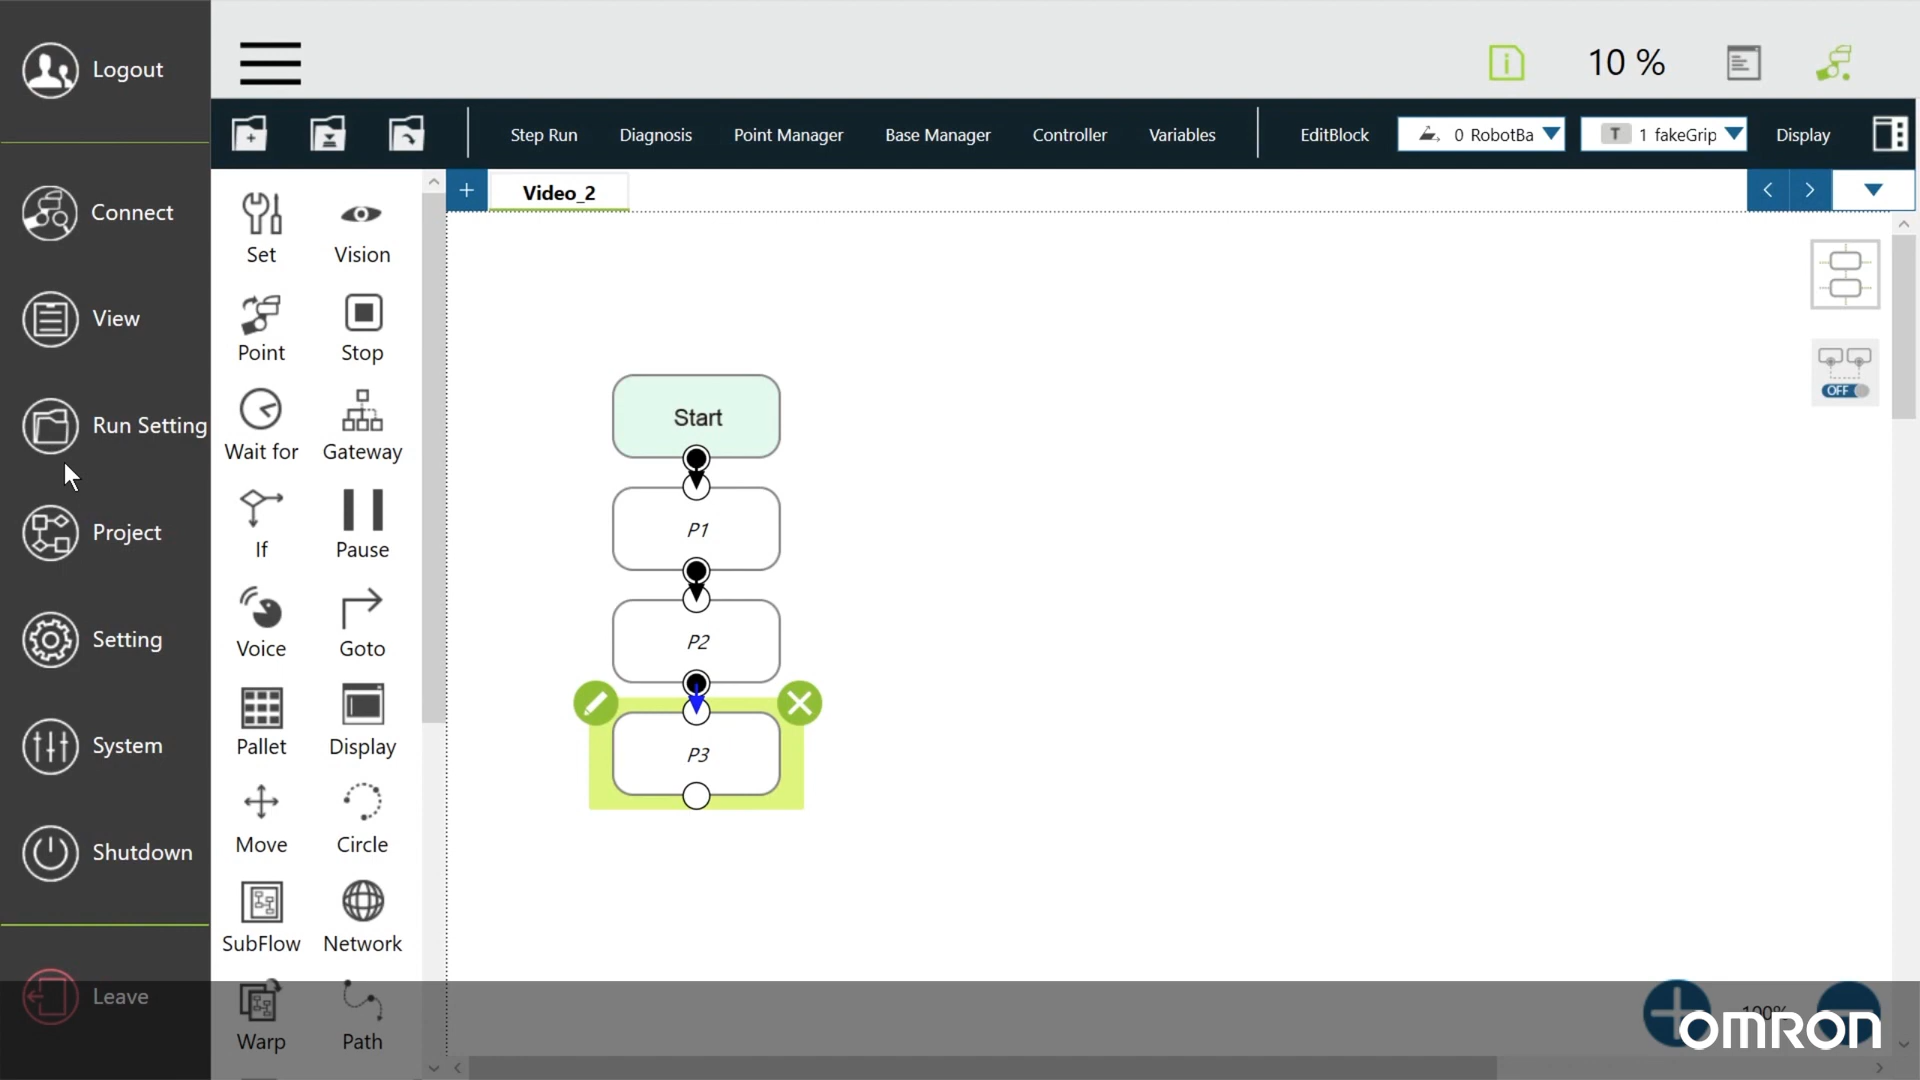 Logout
10 %
Step Run
Diagnosis
Point Manager
Base Manager
Controller
Variables
EditBlock
0 RobotBa
T 1 fakeGrip
Display
Connect
View
Run Setting
Project
Setting
System
Shutdown
Leave
Set
Vision
Point
Stop
Wait for
Gateway
If
Pause
Voice
Goto
Pallet
Display
Move
Circle
SubFlow
Network
Warp
Path
+
Video_2
OFF
Start
P1
P2
P3
100%
OMRON